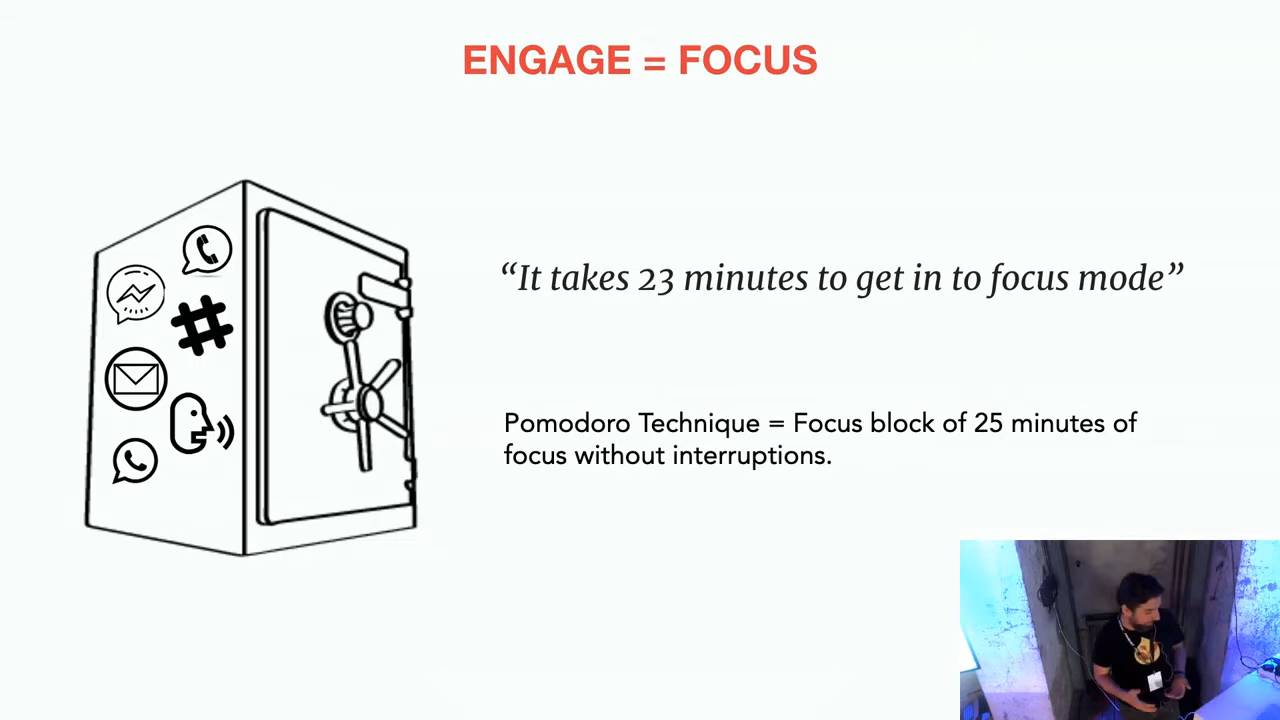 ENGAGE = FOCUS
“It takes 23 minutes to get in to focus mode”
Pomodoro Technique = Focus block of 25 minutes of
focus without interruptions.